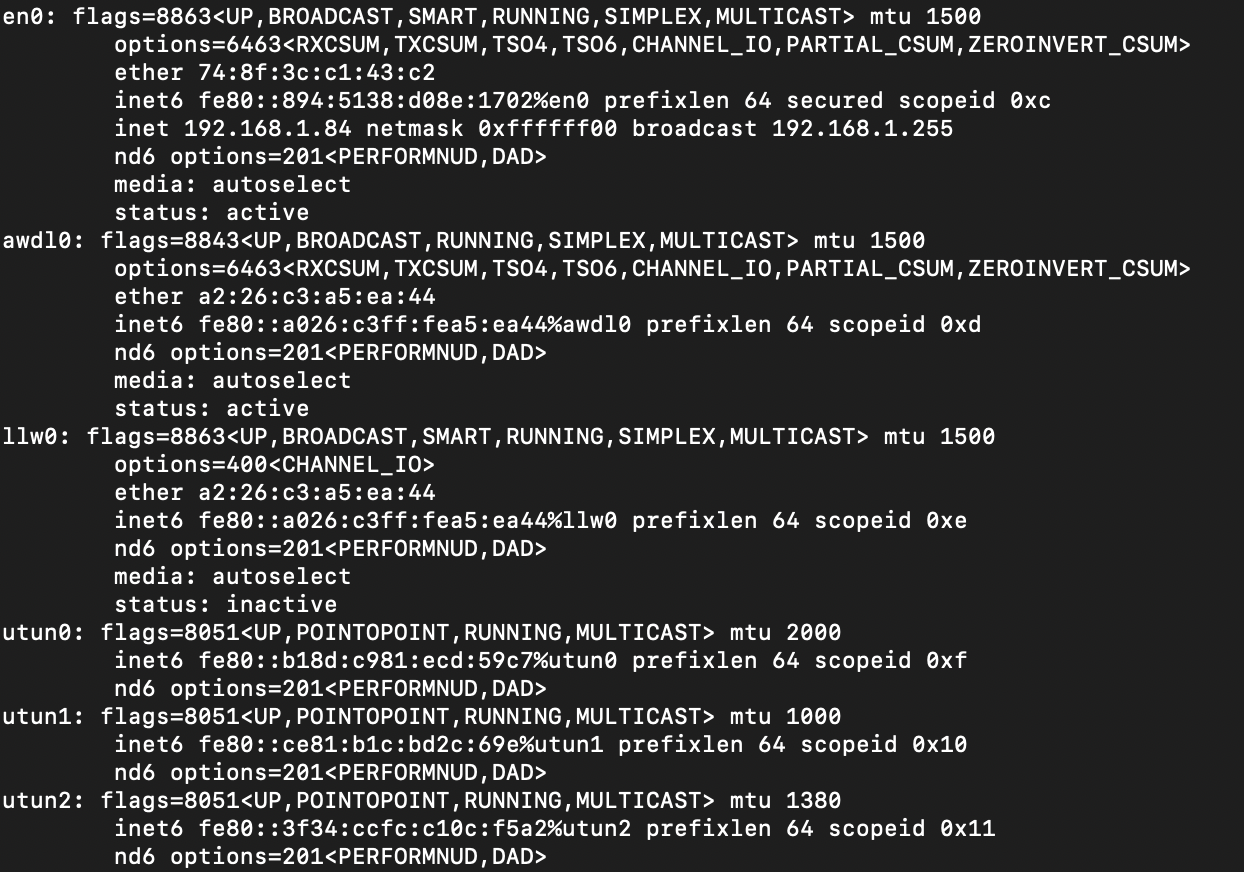 en0: flags=8863<UP,BROADCAST,SMART,RUNNING,SIMPLEX,MULTICAST> mtu 1500
options=6463<RXCSUM,TXCSUM,TSO4,TSO6,CHANNEL_IO,PARTIAL_CSUM,ZEROINVERT_CSUM>
ether 74:8f:3c:c1:43:c2
inet6 fe80::894:5138:d08e:1702%en0 prefixlen 64 secured scopeid 0xc
inet 192.168.1.84 netmask 0xffffff00 broadcast 192.168.1.255
nd6 options=201<PERFORMNUD,DAD>
media: autoselect
status: active
awdl0: flags=8843<UP,BROADCAST,RUNNING,SIMPLEX,MULTICAST> mtu 1500
options=6463<RXCSUM,TXCSUM,TSO4,TSO6,CHANNEL_IO,PARTIAL_CSUM,ZEROINVERT_CSUM>
ether a2:26:c3:a5:ea:44
inet6 fe80::a026:c3ff:fea5:ea44%awdl0 prefixlen 64 scopeid 0xd
nd6 options=201<PERFORMNUD,DAD>
media: autoselect
status: active
llw0: flags=8863<UP,BROADCAST,SMART,RUNNING,SIMPLEX,MULTICAST> mtu 1500
options=400<CHANNEL_IO>
ether a2:26:c3:a5:ea:44
inet6 fe80::a026:c3ff:fea5:ea44%llw0 prefixlen 64 scopeid 0xe
nd6 options=201<PERFORMNUD,DAD>
media: autoselect
status: inactive
utun0: flags=8051<UP,POINTOPOINT,RUNNING,MULTICAST> mtu 2000
inet6 fe80::b18d:c981:ecd:59c7%utun0 prefixlen 64 scopeid 0xf
nd6 options=201<PERFORMNUD,DAD>
utun1: flags=8051<UP,POINTOPOINT,RUNNING,MULTICAST> mtu 1000
inet6 fe80::ce81:b1c:bd2c:69e%utun1 prefixlen 64 scopeid 0x10
nd6 options=201<PERFORMNUD,DAD>
utun2: flags=8051<UP,POINTOPOINT,RUNNING,MULTICAST> mtu 1380
inet6 fe80::3f34:ccfc:c10c:f5a2%utun2 prefixlen 64 scopeid 0x11
nd6 options=201<PERFORMNUD,DAD>